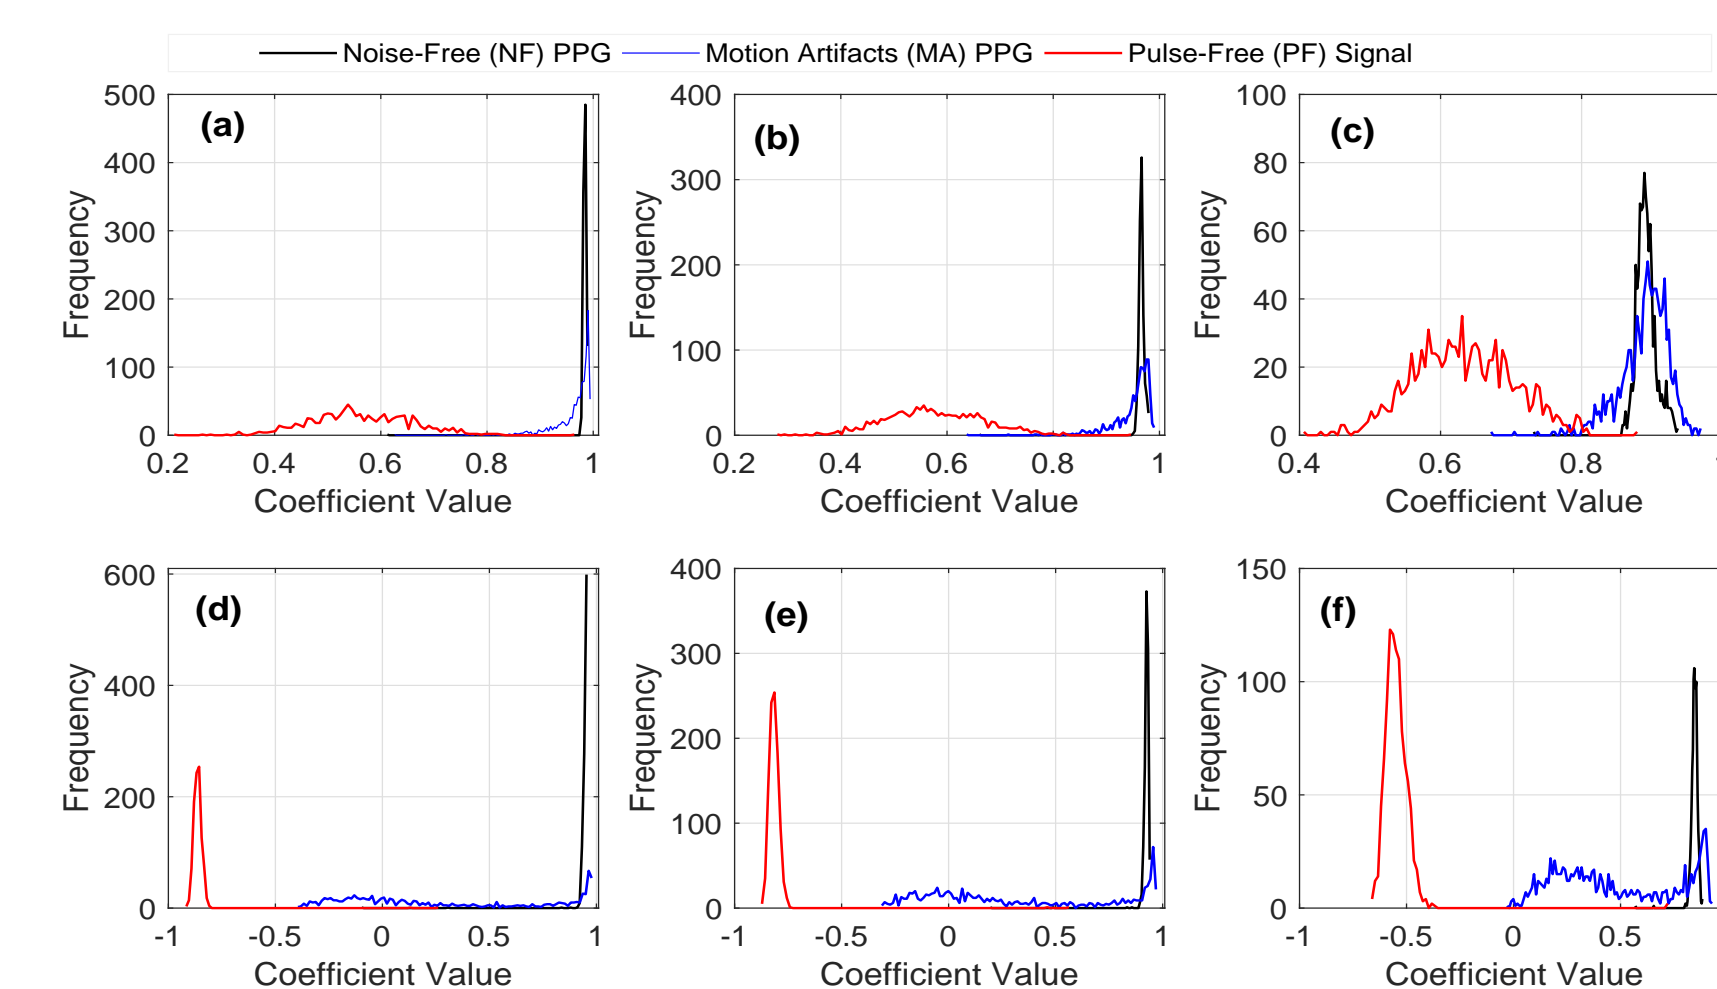 Noise-Free (NF) PPG Motion Artifacts (MA) PPG Pulse-Free (PF) Signal
(a)
500
400
300
200
100
0
Frequency
0.2 0.4 0.6 0.8 1
Coefficient Value
(b)
400
300
200
100
0
Frequency
0.2 0.4 0.6 0.8 1
Coefficient Value
(c)
100
80
60
40
20
0
Frequency
0.4 0.6 0.8
Coefficient Value
(d)
600
400
200
0
Frequency
-1 -0.5 0 0.5 1
Coefficient Value
(e)
400
300
200
100
0
Frequency
-1 -0.5 0 0.5 1
Coefficient Value
(f)
150
100
50
0
Frequency
-1 -0.5 0 0.5
Coefficient Value